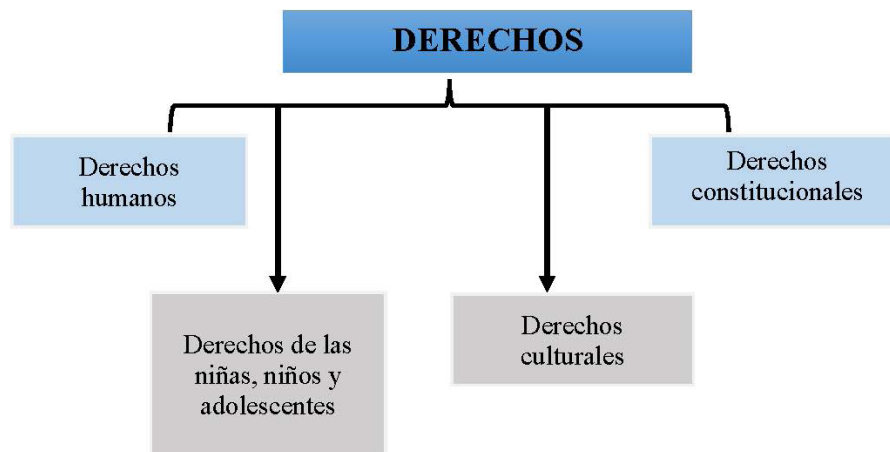 DERECHOS
Derechos
humanos
Derechos
constitucionales
Derechos de las
niñas, niños y
adolescentes
Derechos
culturales